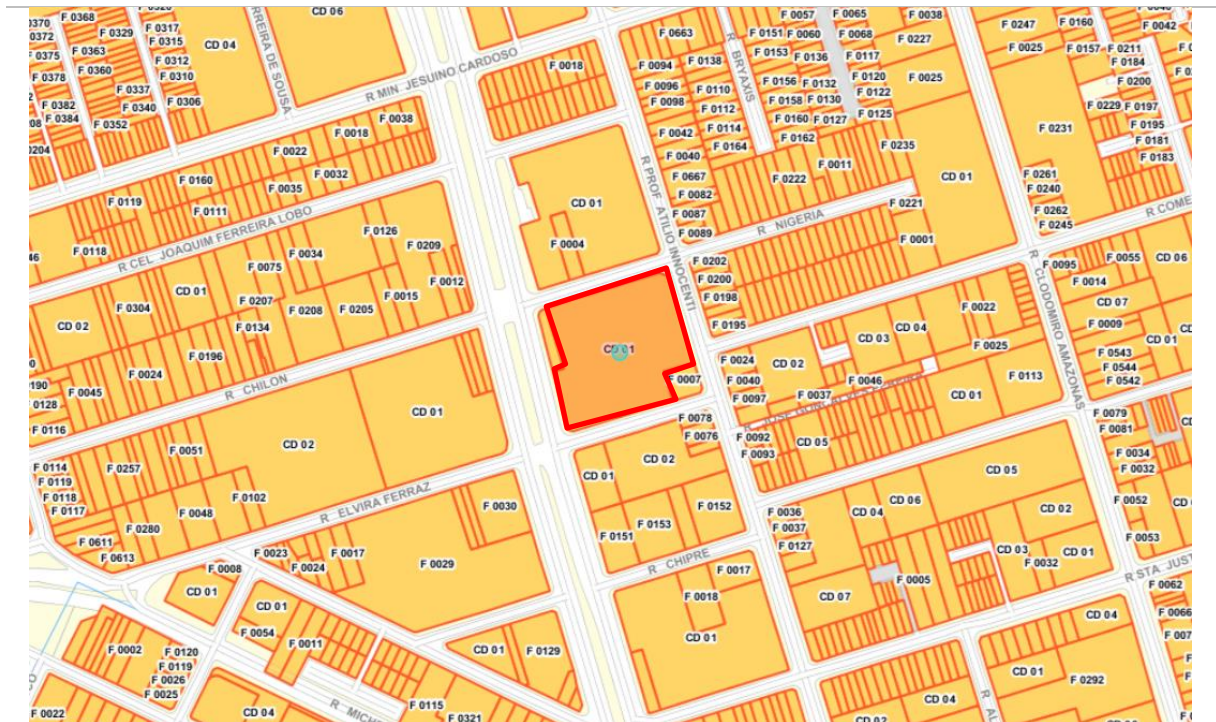 F 0368
F 0317
CD 06
F 0057
F 0065
F 0038
F 0247
F 0160
F 0042
F 0372
F 0329
F 0315
CD 04
F 0663
F 0151
F 0060
F 0068
F 0227
F 0375
F 0363
F 0312
R MIN JESUINO CARDOSO
F 0018
F 0094
F 0138
R BRYAXIS
F 0153
F 0136
F 0117
F 0025
F 0157
F 0211
F 0184
F 0378
F 0360
F 0310
F 0096
F 0110
F 0156
F 0132
F 0120
F 0025
F 0200
F 0337
F 0098
F 0112
F 0158
F 0130
F 0122
F 0382
F 0340
F 0306
F 0229
F 0197
F 0384
F 0352
F 0018
F 0038
F 0042
F 0114
F 0160
F 0127
F 0125
F 0231
F 0195
F 0164
F 0162
F 0181
F 0204
F 0022
F 0040
F 0235
F 0183
F 0160
F 0032
F 0667
F 0222
F 0011
CD 01
F 0261
F 0035
F 0082
F 0240
F 0119
F 0111
CD 01
R PROF ATILIO INNOCENTI
F 0087
F 0221
F 0262
R CEL JOAQUIM FERREIRA LOBO
F 0126
F 0089
R NIGERIA
F 0245
F 0118
F 0034
F 0209
F 0004
F 0001
F 0075
F 0202
R CLODOMIRO AMAZONAS
F 0095
F 0055
CD 06
F 0012
F 0200
F 0014
CD 01
F 0207
F 0015
F 0304
F 0208
F 0205
F 0198
F 0022
CD 07
CD 02
F 0134
F 0195
CD 04
F 0009
CD 03
CD 01
F 0196
CD 01
F 0024
CD 02
F 0025
F 0543
F 0024
F 0007
F 0040
F 0046
F 0113
F 0544
F 0045
R CHILON
F 0097
F 0037
CD 01
F 0542
F 0128
CD 01
F 0078
F 0079
F 0116
CD 02
F 0076
F 0092
CD 05
F 0081
F 0051
F 0093
F 0034
F 0114
F 0257
CD 02
CD 05
F 0032
F 0119
CD 01
F 0118
F 0102
R ELVIRA FERRAZ
F 0030
F 0152
CD 06
F 0052
F 0117
F 0048
F 0036
CD 04
CD 02
F 0280
F 0153
F 0037
F 0611
F 0151
F 0127
F 0053
F 0613
F 0023
F 0017
CD 03
CD 01
F 0008
F 0024
F 0029
R CHIPRE
F 0017
F 0005
F 0032
CD 01
F 0018
CD 07
F 0062
CD 01
CD 04
F 0054
F 0002
F 0120
F 0011
CD 01
CD 01
F 0129
F 0119
F 0026
CD 01
F 0292
F 0025
F 0022
CD 04
F 0115
F 0321
CD 04